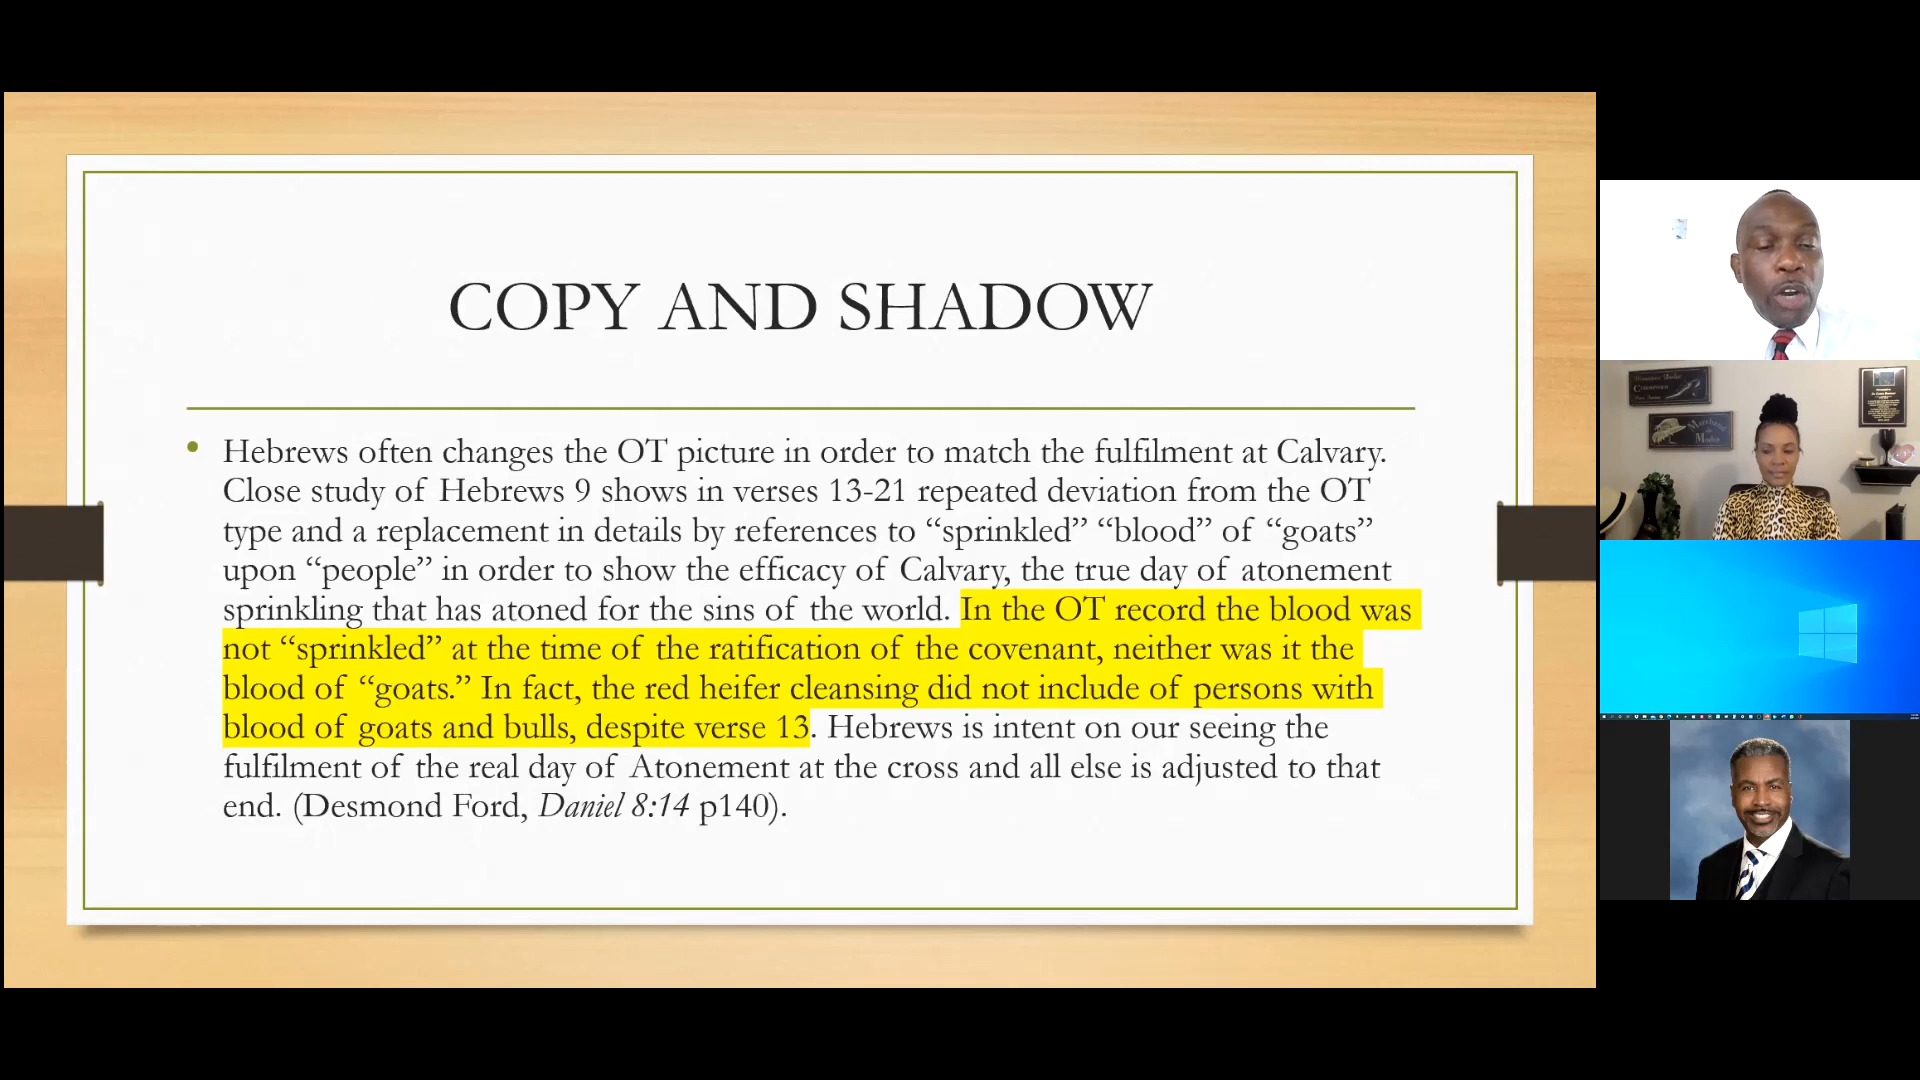 COPY AND SHADOW
• Hebrews often changes the OT picture in order to match the fulfilment at Calvary.
Close study of Hebrews 9 shows in verses 13-21 repeated deviation from the OT
type and a replacement in details by references to “sprinkled” “blood” of “goats”
upon “people” in order to show the efficacy of Calvary, the true day of atonement
sprinkling that has atoned for the sins of the world. In the OT record the blood was
not “sprinkled” at the time of the ratification of the covenant, neither was it the
blood of “goats.” In fact, the red heifer cleansing did not include of persons with
blood of goats and bulls, despite verse 13. Hebrews is intent on our seeing the
fulfilment of the real day of Atonement at the cross and all else is adjusted to that
end. (Desmond Ford, Daniel 8:14 p140).